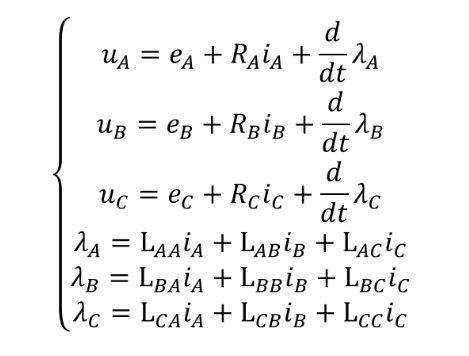 u_A = e_A + R_A i_A + d/dt λ_A
u_B = e_B + R_B i_B + d/dt λ_B
u_C = e_C + R_C i_C + d/dt λ_C
λ_A = L_AA i_A + L_AB i_B + L_AC i_C
λ_B = L_BA i_A + L_BB i_B + L_BC i_C
λ_C = L_CA i_A + L_CB i_B + L_CC i_C